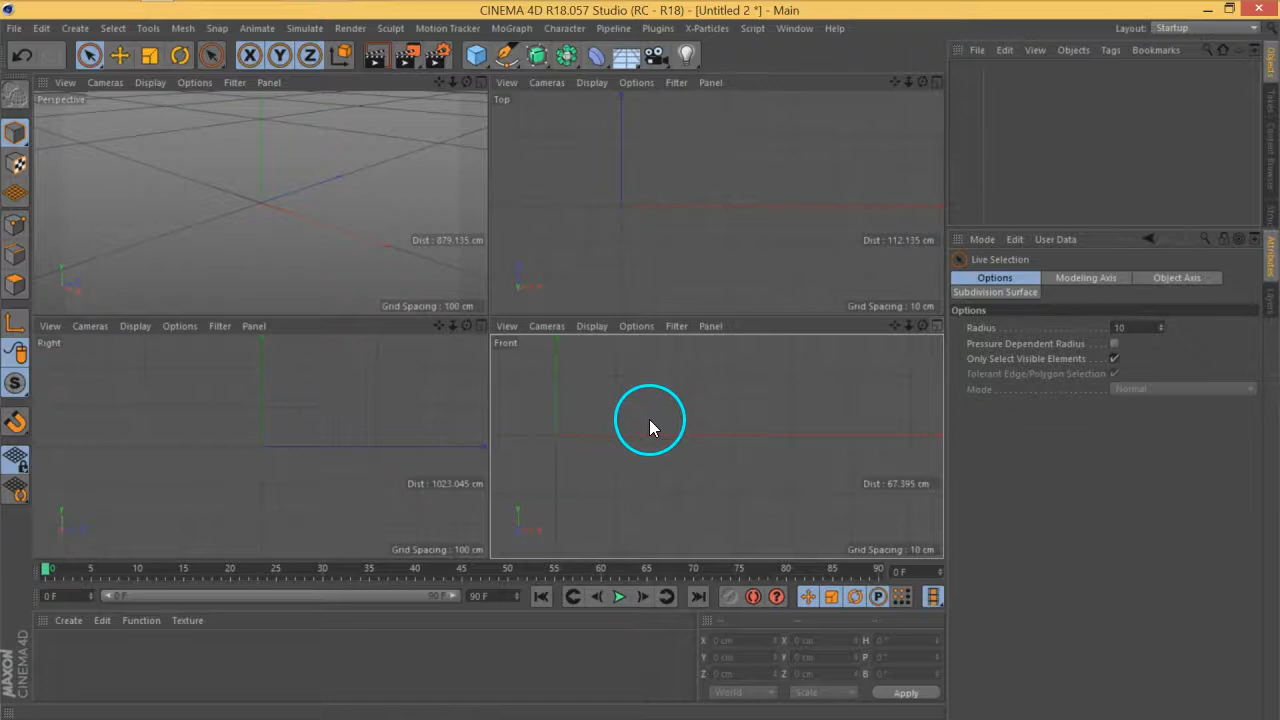 CINEMA 4D R18.057 Studio (RC - R18) - [Untitled 2 *] - Main
File Edit Create Select Tools Mesh Snap Animate Simulate Render Sculpt Motion Tracker MoGraph Character Pipeline Plugins X-Particles Script Window Help Layout: Startup
X Y Z
File Edit View Objects Tags Bookmarks
View Cameras Display Options Filter Panel
Perspective
Dist : 879.135 cm
Grid Spacing : 100 cm
View Cameras Display Options Filter Panel
Top
Dist : 112.135 cm
Grid Spacing : 10 cm
View Cameras Display Options Filter Panel
Right
Dist : 1023.045 cm
Grid Spacing : 100 cm
View Cameras Display Options Filter Panel
Front
Dist : 67.395 cm
Grid Spacing : 10 cm
Objects
Takes
Content Browser
Attributes
Layers
Mode Edit User Data
Live Selection
Options Modeling Axis Object Axis
Subdivision Surface
Options
Radius 10
Pressure Dependent Radius
Only Select Visible Elements
Tolerant Edge/Polygon Selection
Mode Normal
0 5 10 15 20 25 30 35 40 45 50 55 60 65 70 75 80 85 90 0 F
0 F 0 F 90 F 90 F
P
Create Edit Function Texture
-- -- --
X 0 cm X 0 cm H 0 °
Y 0 cm Y 0 cm P 0 °
Z 0 cm Z 0 cm B 0 °
World Scale Apply
MAXON
CINEMA 4D